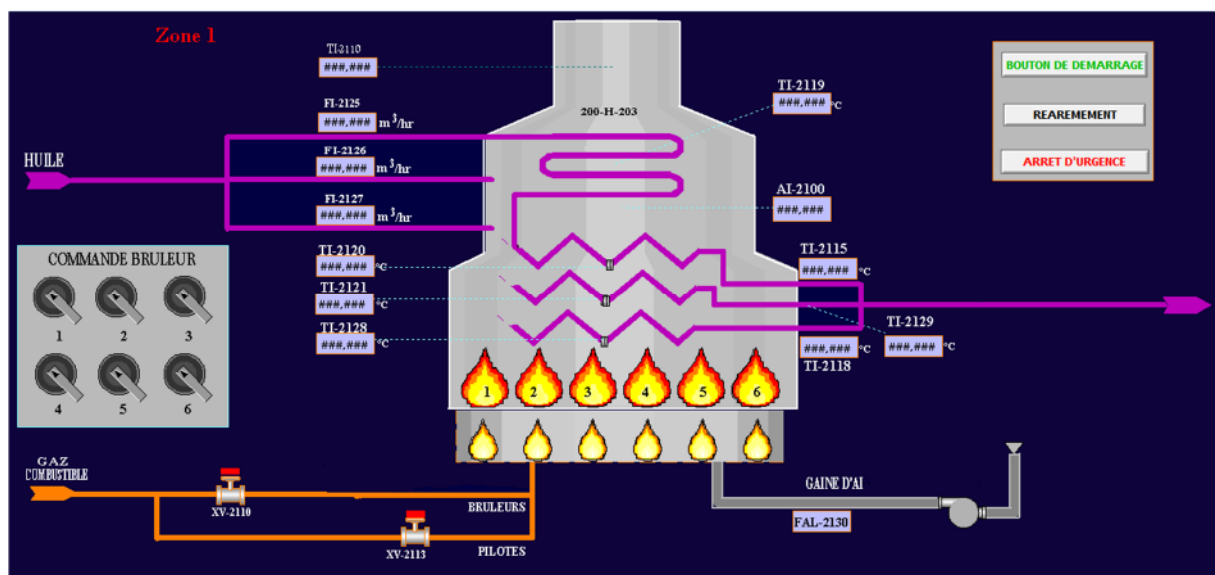 Zone 1
TI-2110
###,###
FI-2125
###,### m³/hr
FI-2126
###,### m³/hr
FI-2127
###,### m³/hr
HUILE
200-H-203
TI-2119
###,### °C
AI-2100
###,###
BOUTON DE DEMARRAGE
REAREMEMENT
ARRET D'URGENCE
COMMANDE BRULEUR
1 2 3
4 5 6
TI-2120
###,### °C
TI-2121
###,### °C
TI-2128
###,### °C
TI-2115
###,### °C
TI-2129
###,### °C
###,### °C
TI-2118
1 2 3 4 5 6
GAZ
COMBUSTIBLE
XV-2110
BRULEURS
XV-2113
PILOTES
GAINE D'AI
FAL-2130